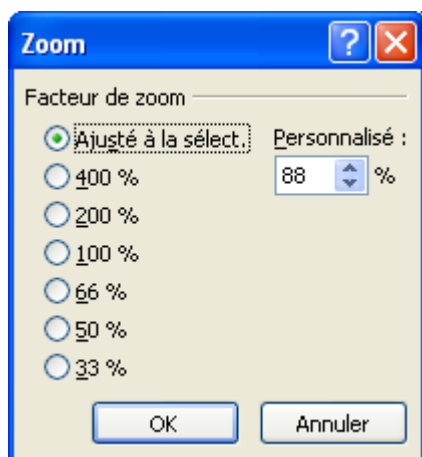 Zoom
Facteur de zoom
Ajusté à la sélect.
Personnalisé :
400 %
88 %
200 %
100 %
66 %
50 %
33 %
OK
Annuler